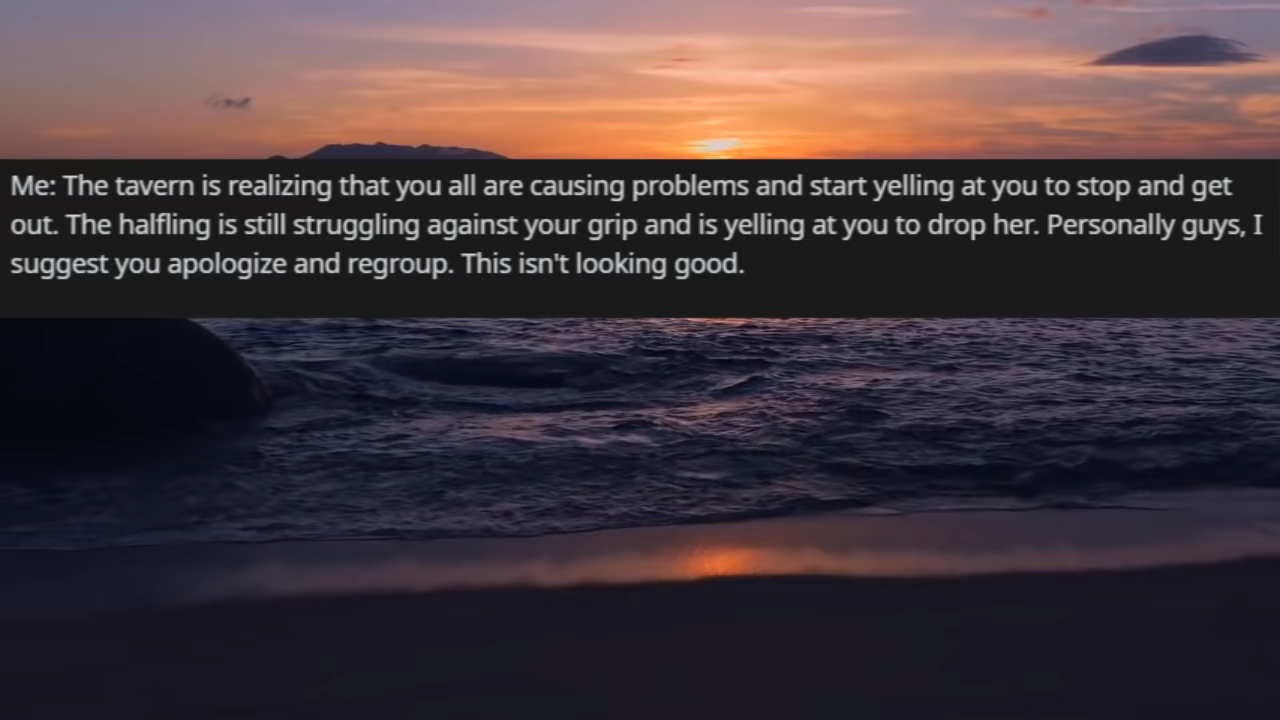 Me: The tavern is realizing that you all are causing problems and start yelling at you to stop and get
out. The halfling is still struggling against your grip and is yelling at you to drop her. Personally guys, I
suggest you apologize and regroup. This isn't looking good.